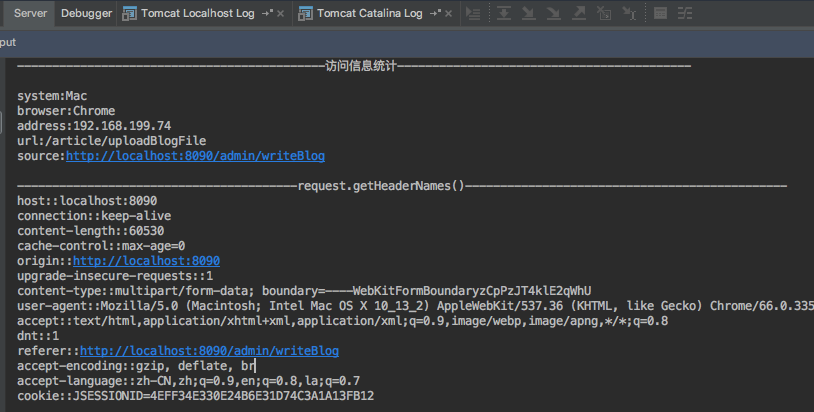 Server Debugger Tomcat Localhost Log Tomcat Catalina Log
put
--------------------------------------------访问信息统计------------------------------------------
system:Mac
browser:Chrome
address:192.168.199.74
url:/article/uploadBlogFile
source:http://localhost:8090/admin/writeBlog
----------------------------------------request.getHeaderNames()----------------------------------------------
host::localhost:8090
connection::keep-alive
content-length::60530
cache-control::max-age=0
origin::http://localhost:8090
upgrade-insecure-requests::1
content-type::multipart/form-data; boundary=----WebKitFormBoundaryzCpPzJT4klE2qWhU
user-agent::Mozilla/5.0 (Macintosh; Intel Mac OS X 10_13_2) AppleWebKit/537.36 (KHTML, like Gecko) Chrome/66.0.335
accept::text/html,application/xhtml+xml,application/xml;q=0.9,image/webp,image/apng,*/*;q=0.8
dnt::1
referer::http://localhost:8090/admin/writeBlog
accept-encoding::gzip, deflate, br
accept-language::zh-CN,zh;q=0.9,en;q=0.8,la;q=0.7
cookie::JSESSIONID=4EFF34E330E24B6E31D74C3A1A13FB12